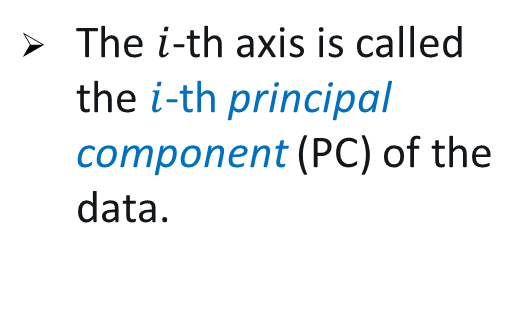 ➢ The i-th axis is called
the i-th principal
component (PC) of the
data.